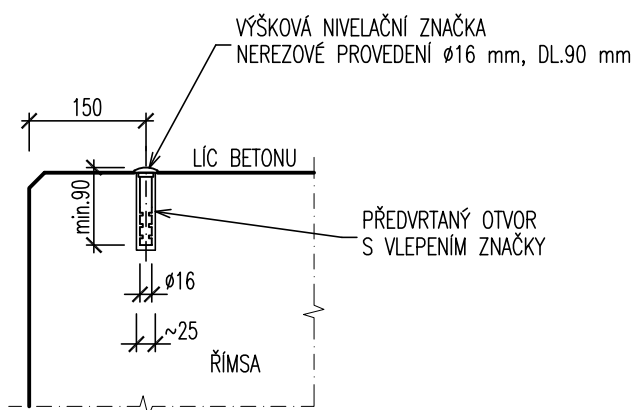 VÝŠKOVÁ NIVELAČNÍ ZNAČKA
NEREZOVÉ PROVEDENÍ ø16 mm, DL.90 mm
150
LÍC BETONU
min.90
PŘEDVRTANÝ OTVOR
S VLEPENÍM ZNAČKY
ø16
~25
ŘÍMSA